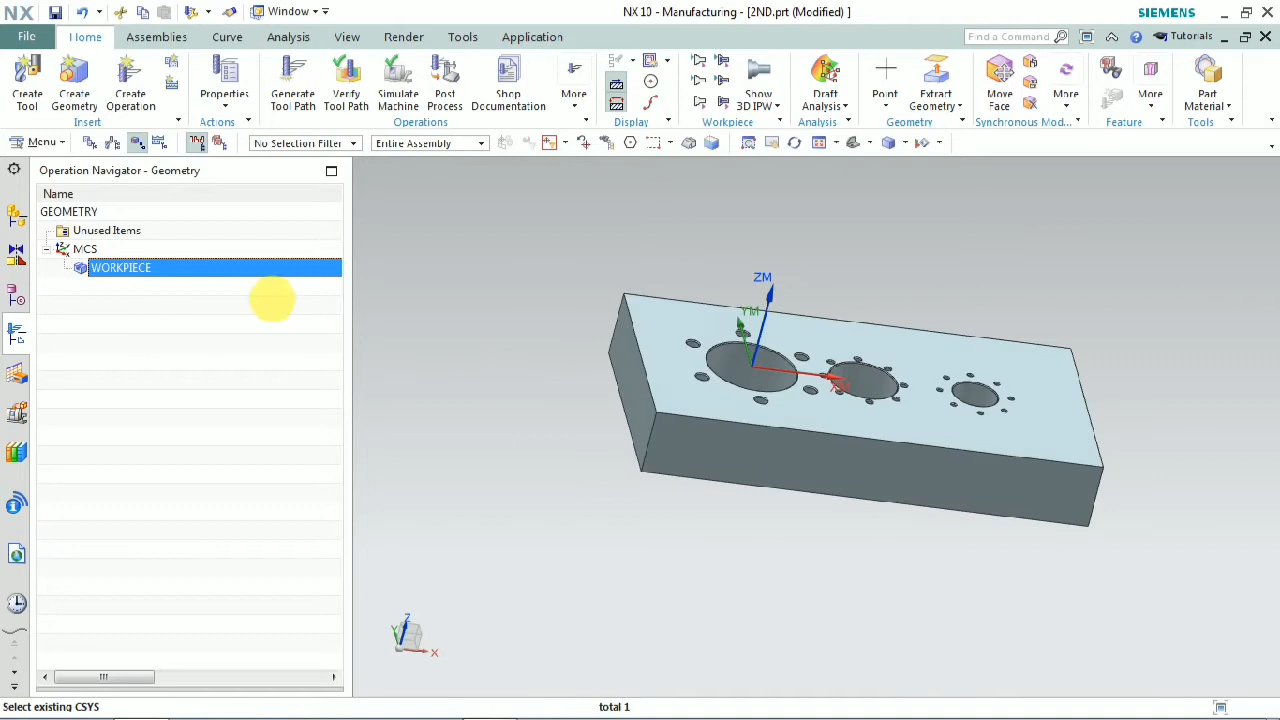 NX
Window
NX 10 - Manufacturing - [2ND.prt (Modified) ]
SIEMENS
File
Home
Assemblies
Curve
Analysis
View
Render
Tools
Application
Find a Command
Tutorials
Create Tool
Create Geometry
Create Operation
Properties
Generate Tool Path
Verify Tool Path
Simulate Machine
Post Process
Shop Documentation
More
Show 3D IPW
Draft Analysis
Point
Extract Geometry
Move Face
More
More
Part Material
Insert
Actions
Operations
Display
Workpiece
Analysis
Geometry
Synchronous Mod...
Feature
Tools
Menu
No Selection Filter
Entire Assembly
Operation Navigator - Geometry
Name
GEOMETRY
Unused Items
MCS
WORKPIECE
ZM
YM
XM
Z
Y
X
Select existing CSYS
total 1